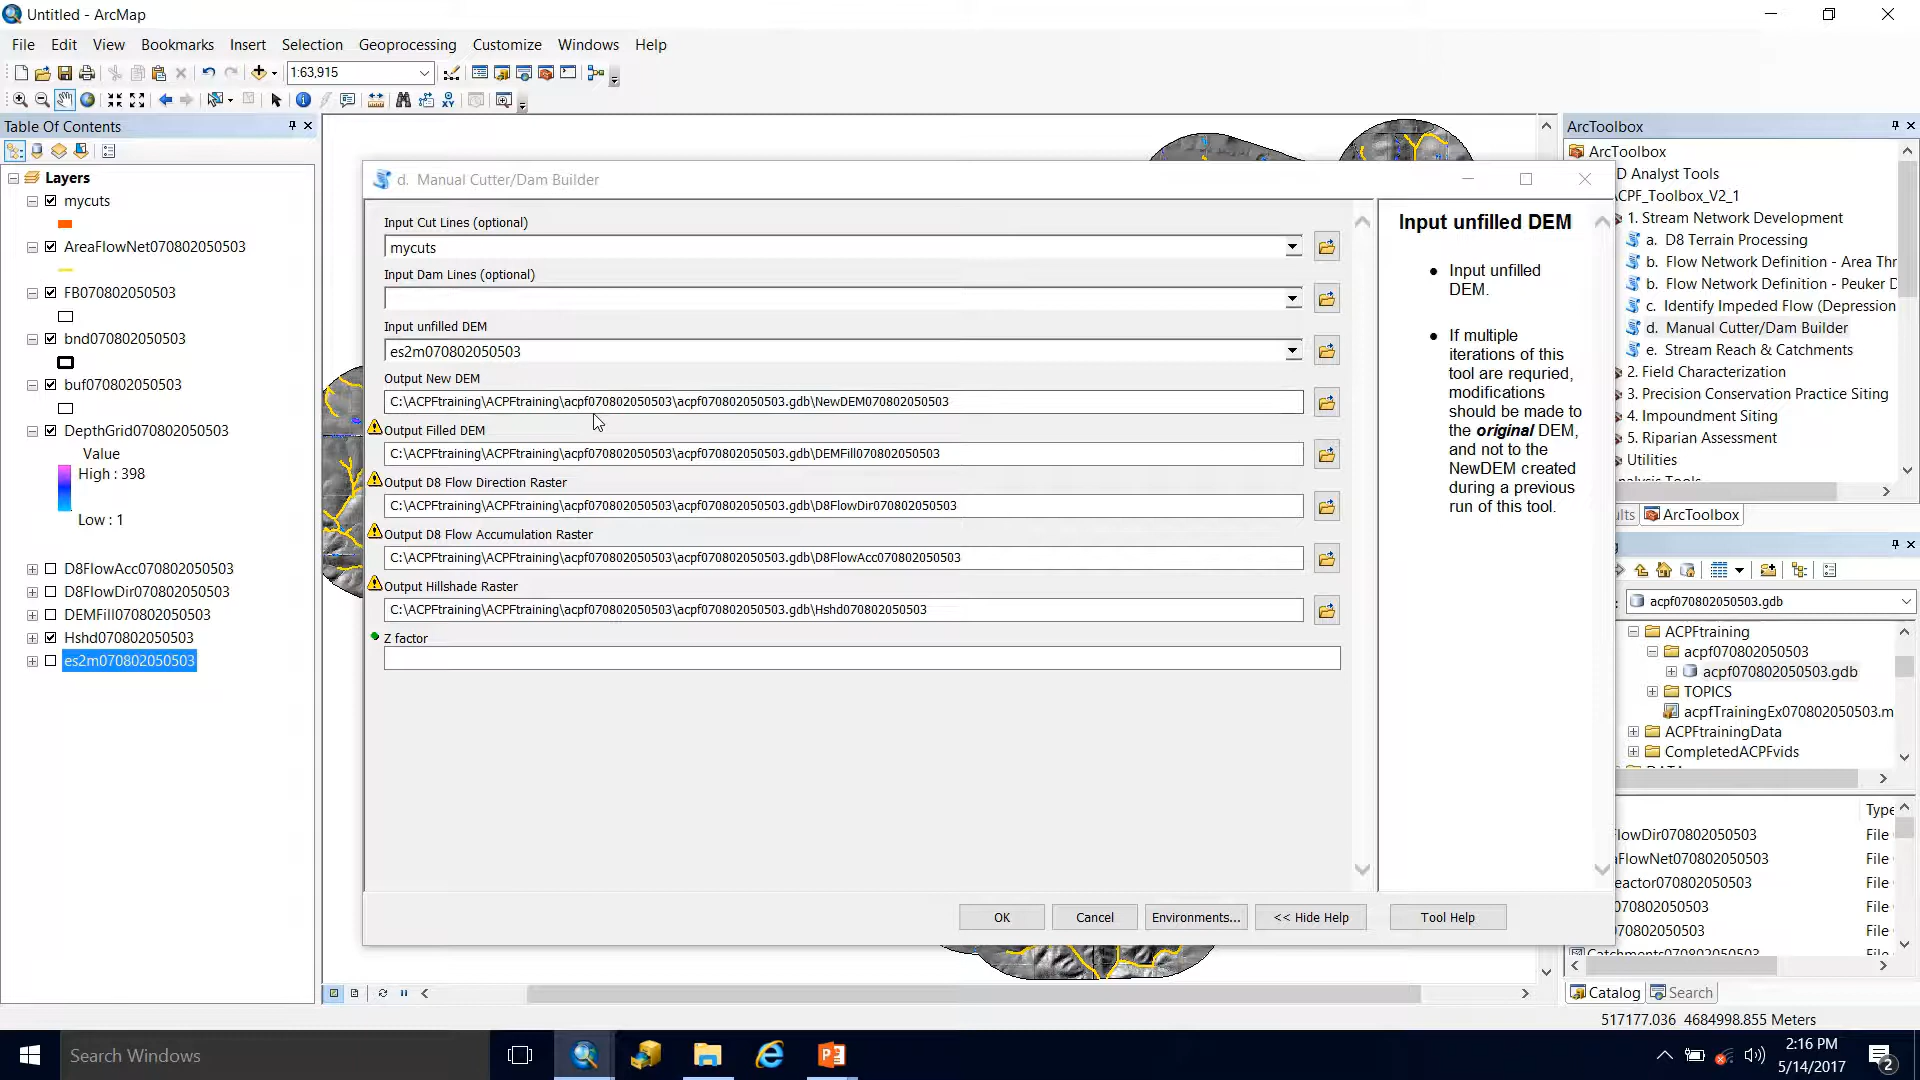 Untitled - ArcMap
File Edit View Bookmarks Insert Selection Geoprocessing Customize Windows Help
1:63,915
Table Of Contents
Layers
mycuts
AreaFlowNet070802050503
FB070802050503
bnd070802050503
buf070802050503
DepthGrid070802050503
Value
High : 398
Low : 1
D8FlowAcc070802050503
D8FlowDir070802050503
DEMFill070802050503
Hshd070802050503
es2m070802050503
d. Manual Cutter/Dam Builder
Input Cut Lines (optional)
mycuts
Input Dam Lines (optional)
Input unfilled DEM
es2m070802050503
Output New DEM
C:\ACPFtraining\ACPFtraining\acpf070802050503\acpf070802050503.gdb\NewDEM070802050503
Output Filled DEM
C:\ACPFtraining\ACPFtraining\acpf070802050503\acpf070802050503.gdb\DEMFill070802050503
Output D8 Flow Direction Raster
C:\ACPFtraining\ACPFtraining\acpf070802050503\acpf070802050503.gdb\D8FlowDir070802050503
Output D8 Flow Accumulation Raster
C:\ACPFtraining\ACPFtraining\acpf070802050503\acpf070802050503.gdb\D8FlowAcc070802050503
Output Hillshade Raster
C:\ACPFtraining\ACPFtraining\acpf070802050503\acpf070802050503.gdb\Hshd070802050503
Z factor
OK Cancel Environments... << Hide Help Tool Help
Input unfilled DEM
Input unfilled
DEM.
If multiple
iterations of this
tool are requried,
modifications
should be made to
the original DEM,
and not to the
NewDEM created
during a previous
run of this tool.
ArcToolbox
ArcToolbox
D Analyst Tools
CPF_Toolbox_V2_1
1. Stream Network Development
a. D8 Terrain Processing
b. Flow Network Definition - Area Thr
b. Flow Network Definition - Peuker D
c. Identify Impeded Flow (Depression
d. Manual Cutter/Dam Builder
e. Stream Reach & Catchments
2. Field Characterization
3. Precision Conservation Practice Siting
4. Impoundment Siting
5. Riparian Assessment
Utilities
nalysis Tools
ults ArcToolbox
acpf070802050503.gdb
ACPFtraining
acpf070802050503
acpf070802050503.gdb
TOPICS
acpfTrainingEx070802050503.m
ACPFtrainingData
CompletedACPFvids
Type
lowDir070802050503 File
aFlowNet070802050503 File
eactor070802050503 File
070802050503 File
070802050503 File
Catchments070802050503 File
Catalog Search
517177.036 4684998.855 Meters
Search Windows
2:16 PM
5/14/2017
2